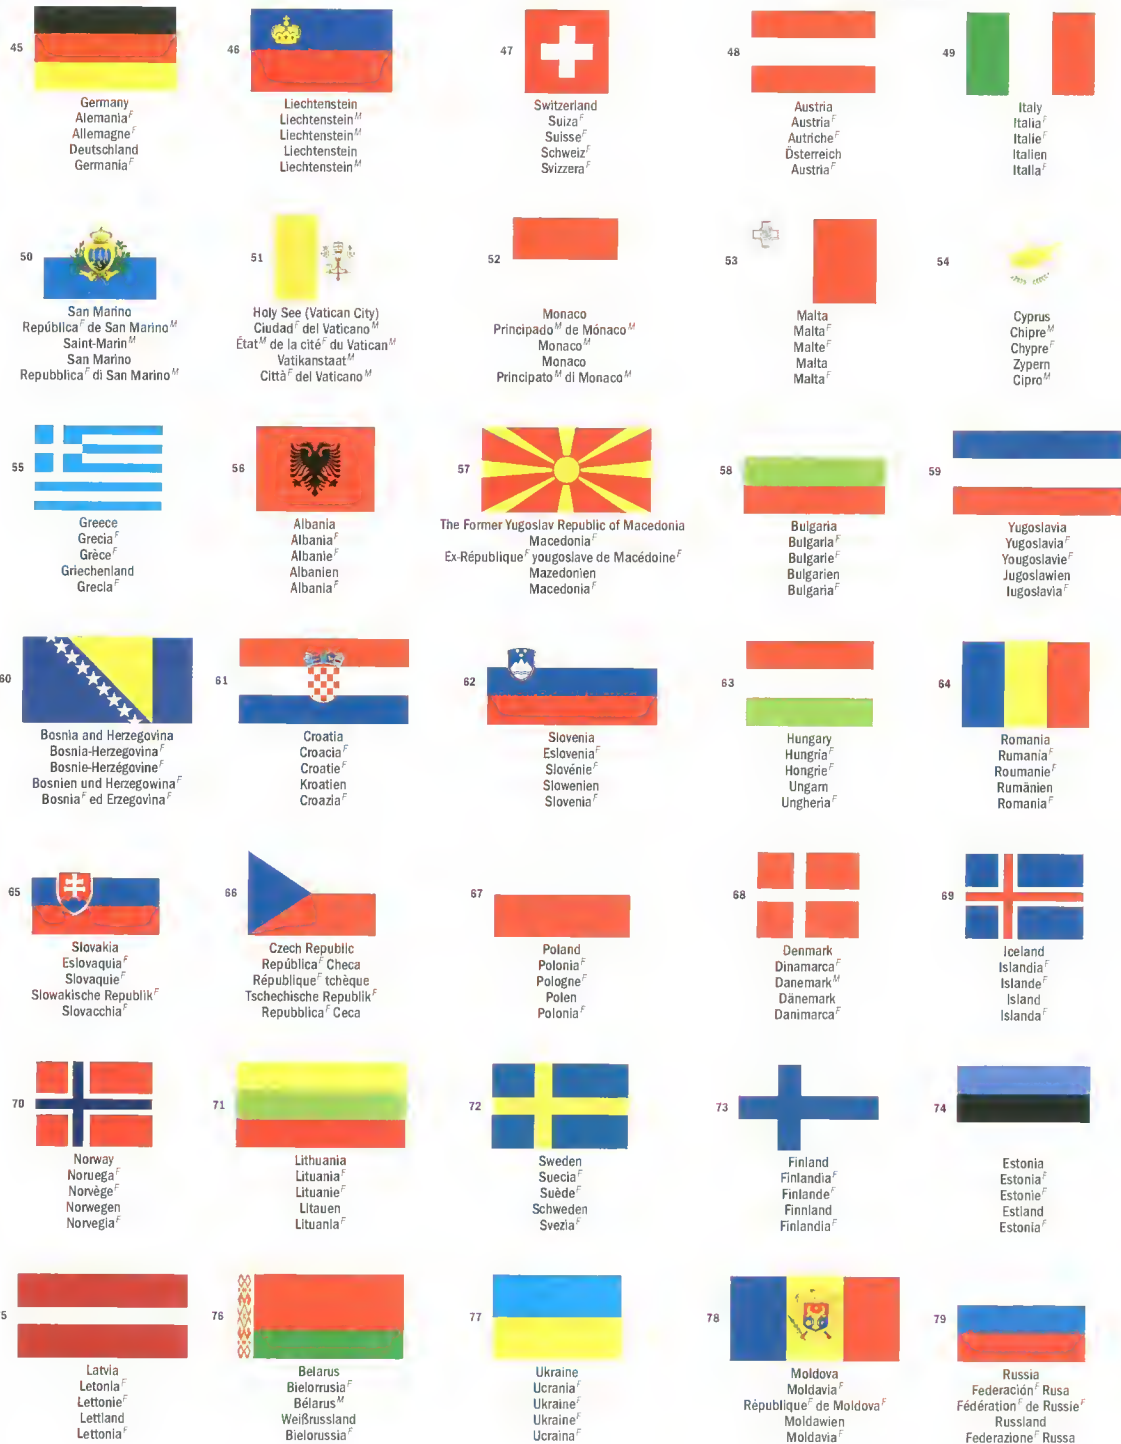 45
Germany
Alemania F
Allemagne F
Deutschland
Germania F
46
Liechtenstein
Liechtenstein M
Liechtenstein M
Liechtenstein
Liechtenstein M
47
Switzerland
Suiza F
Suisse F
Schweiz F
Svizzera F
48
Austria
Austria F
Autriche F
Österreich
Austria F
49
Italy
Italia F
Italie F
Italien
Italia F
50
San Marino
República F de San Marino M
Saint-Marin M
San Marino
Repubblica F di San Marino M
51
Holy See (Vatican City)
Ciudad F del Vaticano M
État M de la cité F du Vatican M
Vatikanstaat M
Città F del Vaticano M
52
Monaco
Principado M de Mónaco M
Monaco M
Monaco
Principato M di Monaco M
53
Malta
Malta F
Malte F
Malta
Malta F
54
Cyprus
Chipre M
Chypre F
Zypern
Cipro M
55
Greece
Grecia F
Grèce F
Griechenland
Grecia F
56
Albania
Albania F
Albanie F
Albanien
Albania F
57
The Former Yugoslav Republic of Macedonia
Macedonia F
Ex-République F yougoslave de Macédoine F
Mazedonien
Macedonia F
58
Bulgaria
Bulgaria F
Bulgarie F
Bulgarien
Bulgaria F
59
Yugoslavia
Yugoslavia F
Yougoslavie F
Jugoslawien
Iugoslavia F
60
Bosnia and Herzegovina
Bosnia-Herzegovina F
Bosnie-Herzégovine F
Bosnien und Herzegowina F
Bosnia F ed Erzegovina F
61
Croatia
Croacia F
Croatie F
Kroatien
Croazia F
62
Slovenia
Eslovenia F
Slovénie F
Slowenien
Slovenia F
63
Hungary
Hungría F
Hongrie F
Ungarn
Ungheria F
64
Romania
Rumanía F
Roumanie F
Rumänien
Romania F
65
Slovakia
Eslovaquia F
Slovaquie F
Slowakische Republik F
Slovacchia F
66
Czech Republic
República F Checa
République F tchèque
Tschechische Republik F
Repubblica F Ceca
67
Poland
Polonia F
Pologne F
Polen
Polonia F
68
Denmark
Dinamarca F
Danemark M
Dänemark
Danimarca F
69
Iceland
Islandia F
Islande F
Island
Islanda F
70
Norway
Noruega F
Norvège F
Norwegen
Norvegia F
71
Lithuania
Lituania F
Lituanie F
Litauen
Lituania F
72
Sweden
Suecia F
Suède F
Schweden
Svezia F
73
Finland
Finlandia F
Finlande F
Finnland
Finlandia F
74
Estonia
Estonia F
Estonie F
Estland
Estonia F
75
Latvia
Letonia F
Lettonie F
Lettland
Lettonia F
76
Belarus
Bielorrusia F
Bélarus M
Weißrussland
Bielorussia F
77
Ukraine
Ucrania F
Ukraine F
Ukraine F
Ucraina F
78
Moldova
Moldavia F
République F de Moldova F
Moldawien
Moldavia F
79
Russia
Federación F Rusa
Fédération F de Russie F
Russland
Federazione F Russa